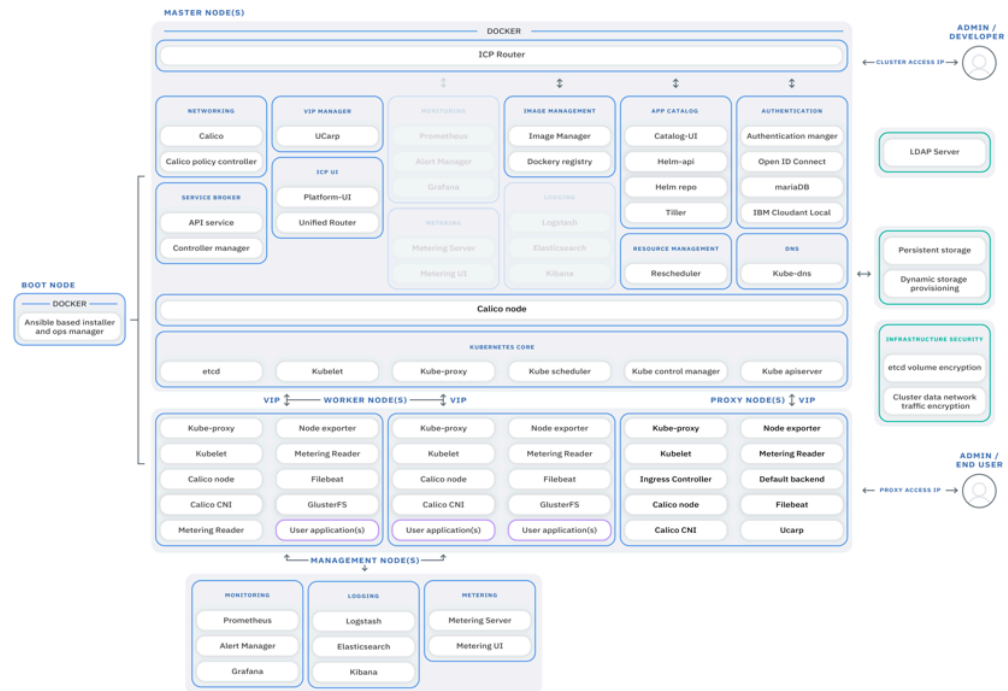 MASTER NODE(S)
DOCKER
ICP Router
ADMIN /
DEVELOPER
CLUSTER ACCESS IP
NETWORKING
Calico
Calico policy controller
VIP MANAGER
UCarp
MONITORING
Prometheus
Alert Manager
Grafana
IMAGE MANAGEMENT
Image Manager
Dockery registry
APP CATALOG
Catalog-UI
Helm-api
Helm repo
Tiller
AUTHENTICATION
Authentication manger
Open ID Connect
mariaDB
IBM Cloudant Local
LDAP Server
SERVICE BROKER
API service
Controller manager
ICP UI
Platform-UI
Unified Router
METERING
Metering Server
Metering UI
LOGGING
Logstash
Elasticsearch
Kibana
RESOURCE MANAGEMENT
Rescheduler
DNS
Kube-dns
Persistent storage
Dynamic storage
provisioning
BOOT NODE
DOCKER
Ansible based installer
and ops manager
Calico node
KUBERNETES CORE
etcd
Kubelet
Kube-proxy
Kube scheduler
Kube control manager
Kube apiserver
INFRASTRUCTURE SECURITY
etcd volume encryption
Cluster data network
traffic encryption
VIP
WORKER NODE(S)
VIP
PROXY NODE(S)
VIP
Kube-proxy
Kubelet
Calico node
Calico CNI
Metering Reader
Node exporter
Metering Reader
Filebeat
GlusterFS
User application(s)
Kube-proxy
Kubelet
Calico node
Calico CNI
User application(s)
Node exporter
Metering Reader
Filebeat
GlusterFS
User application(s)
Kube-proxy
Kubelet
Ingress Controller
Calico node
Calico CNI
Node exporter
Metering Reader
Default backend
Filebeat
Ucarp
ADMIN /
END USER
PROXY ACCESS IP
MANAGEMENT NODE(S)
MONITORING
Prometheus
Alert Manager
Grafana
LOGGING
Logstash
Elasticsearch
Kibana
METERING
Metering Server
Metering UI